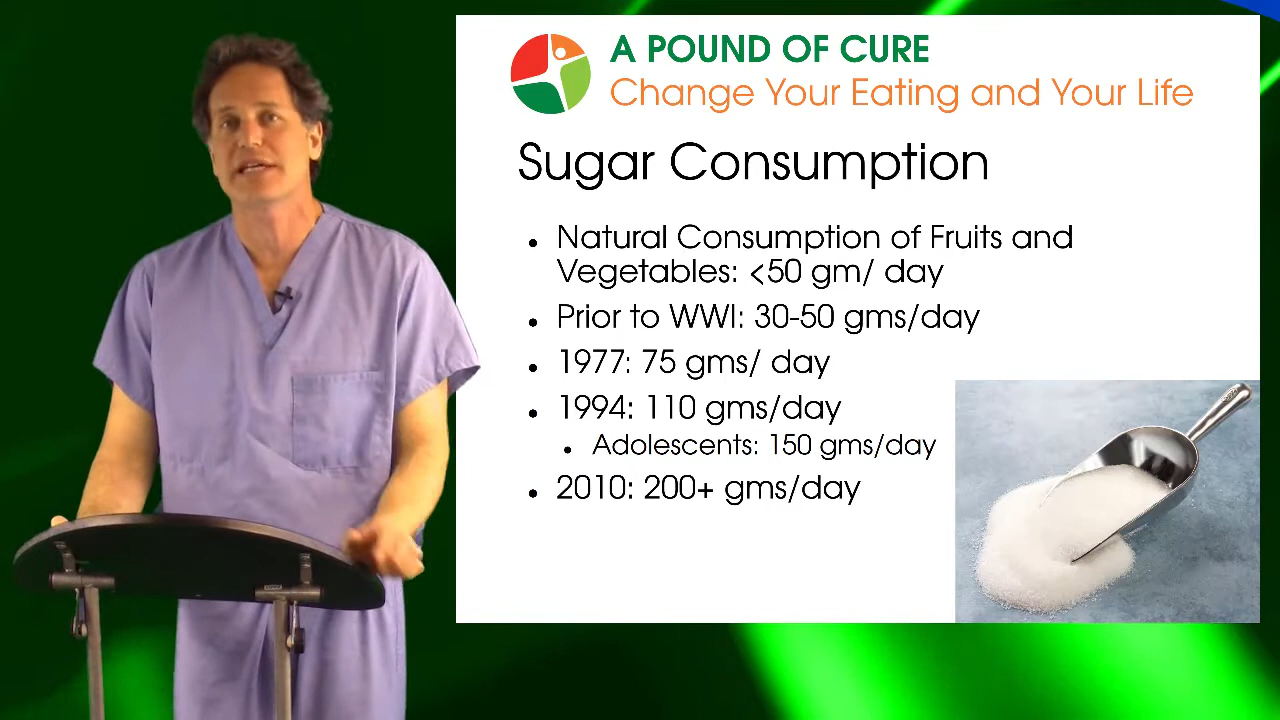 A POUND OF CURE
Change Your Eating and Your Life
Sugar Consumption
• Natural Consumption of Fruits and
Vegetables: <50 gm/ day
• Prior to WWI: 30-50 gms/day
• 1977: 75 gms/ day
• 1994: 110 gms/day
• Adolescents: 150 gms/day
• 2010: 200+ gms/day